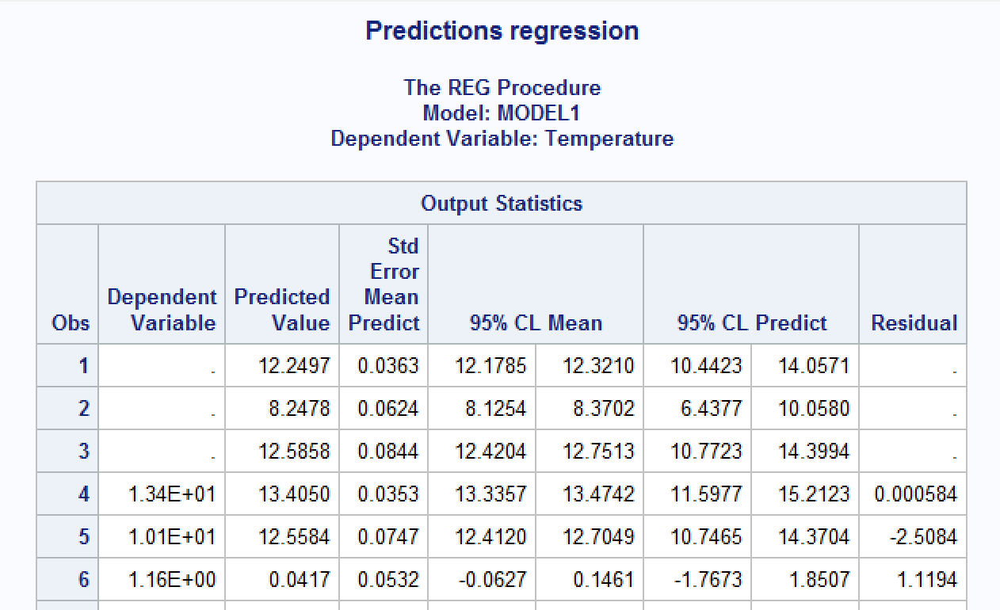 Predictions regression
The REG Procedure
Model: MODEL1
Dependent Variable: Temperature
Output Statistics
Obs Dependent Variable Predicted Value Std Error Mean Predict 95% CL Mean 95% CL Predict Residual
1 . 12.2497 0.0363 12.1785 12.3210 10.4423 14.0571 .
2 . 8.2478 0.0624 8.1254 8.3702 6.4377 10.0580 .
3 . 12.5858 0.0844 12.4204 12.7513 10.7723 14.3994 .
4 1.34E+01 13.4050 0.0353 13.3357 13.4742 11.5977 15.2123 0.000584
5 1.01E+01 12.5584 0.0747 12.4120 12.7049 10.7465 14.3704 -2.5084
6 1.16E+00 0.0417 0.0532 -0.0627 0.1461 -1.7673 1.8507 1.1194